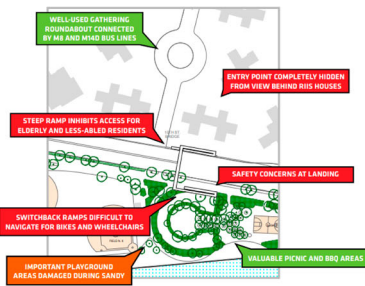 WELL-USED GATHERING
ROUNDABOUT CONNECTED
BY M8 AND M14D BUS LINES
ENTRY POINT COMPLETELY HIDDEN
FROM VIEW BEHIND RIIS HOUSES
STEEP RAMP INHIBITS ACCESS FOR
ELDERLY AND LESS-ABLED RESIDENTS
SAFETY CONCERNS AT LANDING
SWITCHBACK RAMPS DIFFICULT TO
NAVIGATE FOR BIKES AND WHEELCHAIRS
VALUABLE PICNIC AND BBQ AREAS
IMPORTANT PLAYGROUND
AREAS DAMAGED DURING SANDY